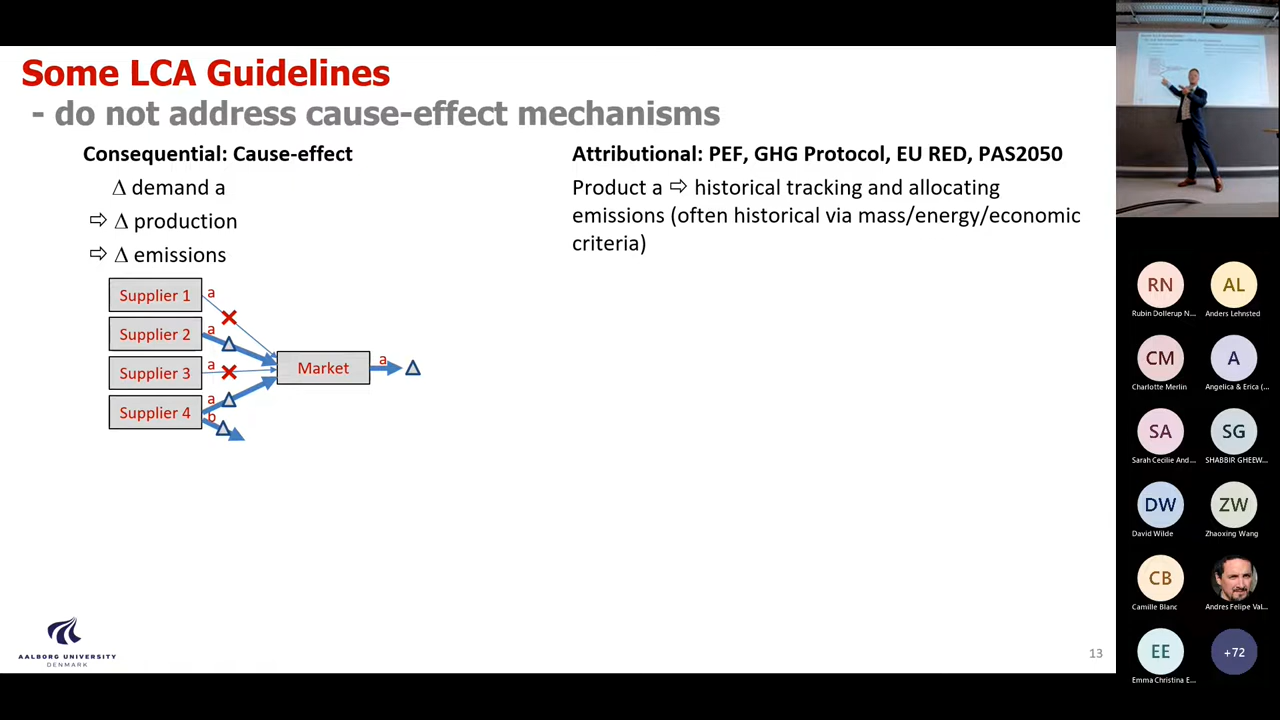 Some LCA Guidelines
- do not address cause-effect mechanisms
Consequential: Cause-effect
Δ demand a
⇨ Δ production
⇨ Δ emissions
Supplier 1
a
Supplier 2
a
Supplier 3
a
Supplier 4
a
b
Market
a
Attributional: PEF, GHG Protocol, EU RED, PAS2050
Product a ⇨ historical tracking and allocating
emissions (often historical via mass/energy/economic
criteria)
AALBORG UNIVERSITY
DENMARK
13
RN
Rubin Dollerup N...
AL
Anders Lehnsted
CM
Charlotte Merlin
A
Angelica & Erica (...
SA
Sarah Cecilie And...
SG
SHABBIR GHEEW...
DW
David Wilde
ZW
Zhaoxing Wang
CB
Camille Blanc
Andres Felipe Val...
EE
Emma Christina E...
+72